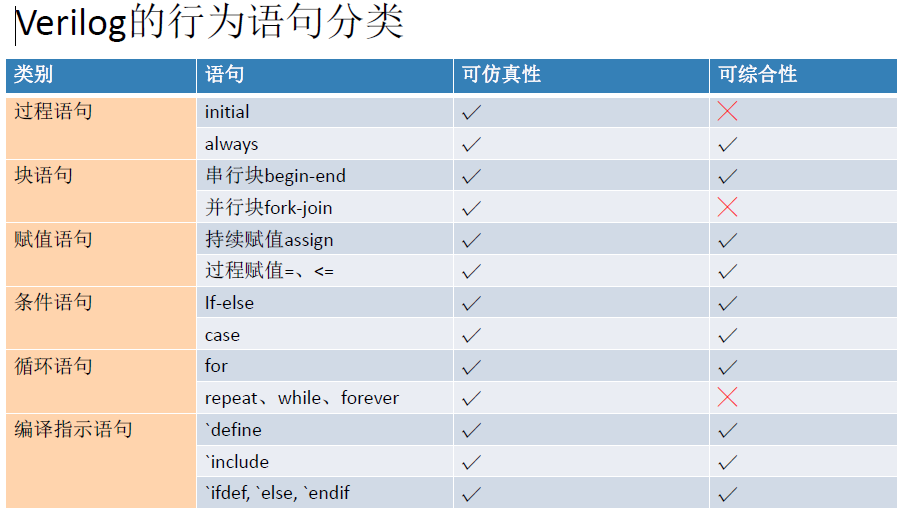 Verilog的行为语句分类
类别 语句 可仿真性 可综合性
过程语句 initial ✓ ✕
always ✓ ✓
块语句 串行块begin-end ✓ ✓
并行块fork-join ✓ ✕
赋值语句 持续赋值assign ✓ ✓
过程赋值=、<= ✓ ✓
条件语句 If-else ✓ ✓
case ✓ ✓
循环语句 for ✓ ✓
repeat、while、forever ✓ ✕
编译指示语句 `define ✓ ✓
`include ✓ ✓
`ifdef, `else, `endif ✓ ✓